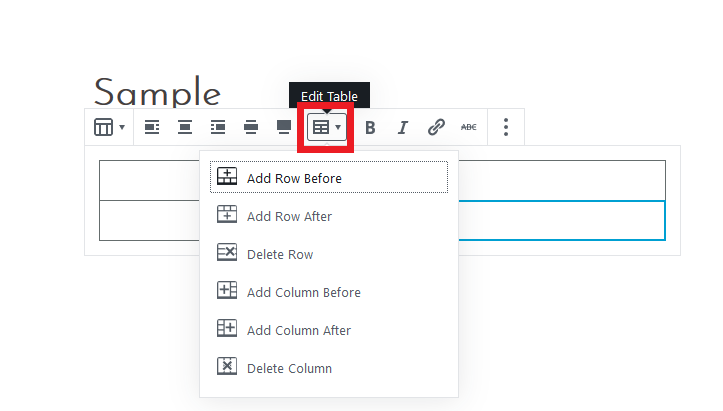 Sample
Edit Table
B I ABC
Add Row Before
Add Row After
Delete Row
Add Column Before
Add Column After
Delete Column